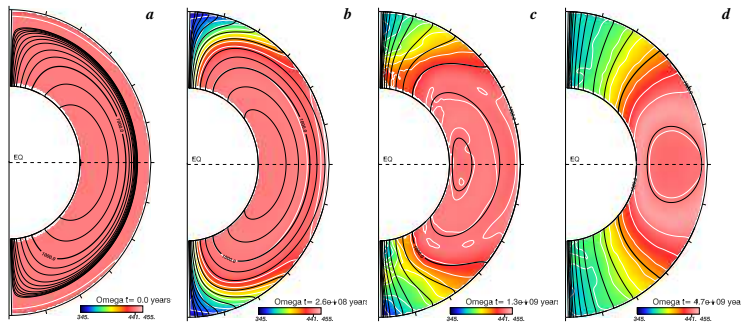 a
b
c
d
EQ
EQ
EQ
EQ
Omega t= 0.0 years
Omega t= 2.6e+08 years
Omega t= 1.3e+09 years
Omega t= 4.7e+09 years
345. 441. 455.
345. 441. 455.
345. 441. 455.
345. 441. 455.